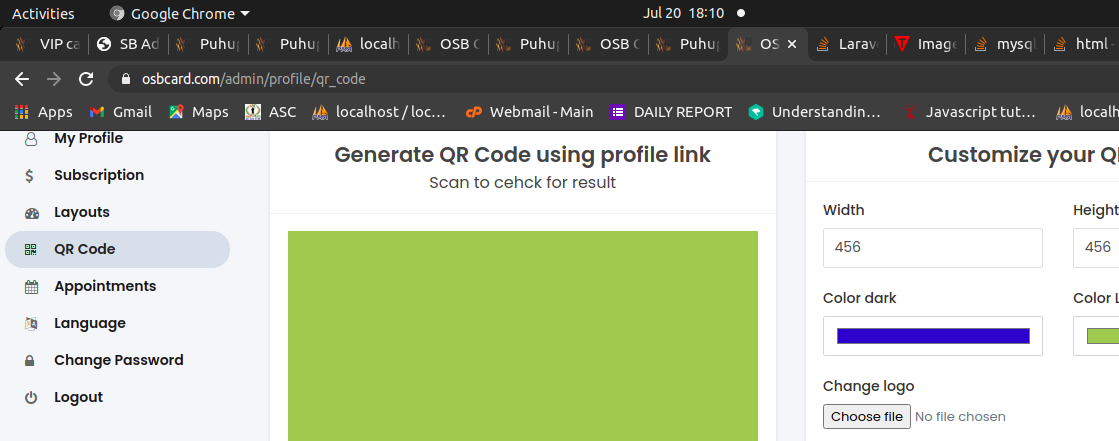 Activities Google Chrome Jul 20 18:10
VIP ca SB Ad Puhup Puhup localh OSB C Puhup OSB C Puhup OS Larav Image mysql html -
osbcard.com/admin/profile/qr_code
Apps Gmail Maps ASC localhost / loc... Webmail - Main DAILY REPORT Understandin... Javascript tut... localh
My Profile
Subscription
Layouts
QR Code
Appointments
Language
Change Password
Logout
Generate QR Code using profile link
Scan to cehck for result
Customize your Q
Width Height
456 456
Color dark Color L
Change logo
Choose file No file chosen